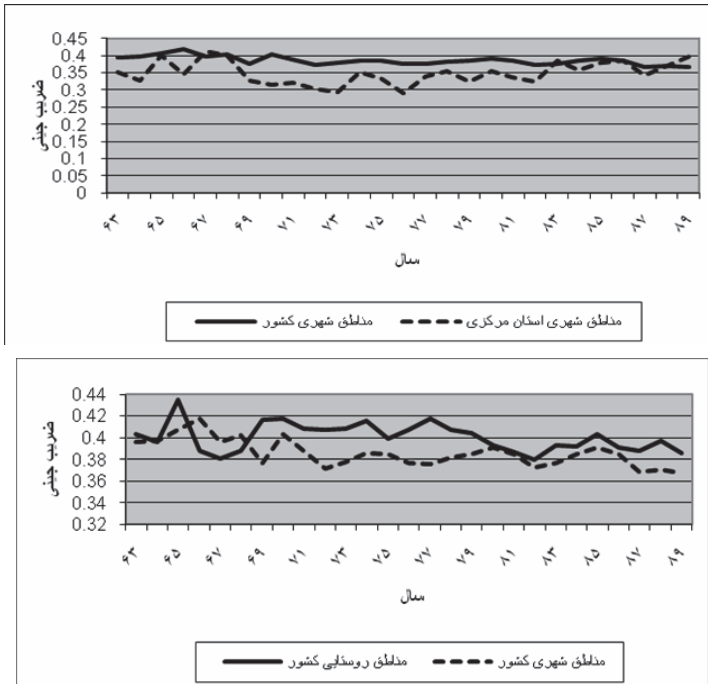 0.45
0.4
0.35
0.3
0.25
0.2
0.15
0.1
0.05
0
ضریب جینی
۶۳ ۶۵ ۶۷ ۶۹ ۷۱ ۷۳ ۷۵ ۷۷ ۷۹ ۸۱ ۸۳ ۸۵ ۸۷ ۸۹
سال
مناطق شهری کشور مناطق شهری استان مرکزی
0.44
0.42
0.4
0.38
0.36
0.34
0.32
ضریب جینی
۶۳ ۶۵ ۶۷ ۶۹ ۷۱ ۷۳ ۷۵ ۷۷ ۷۹ ۸۱ ۸۳ ۸۵ ۸۷ ۸۹
سال
مناطق روستایی کشور مناطق شهری کشور